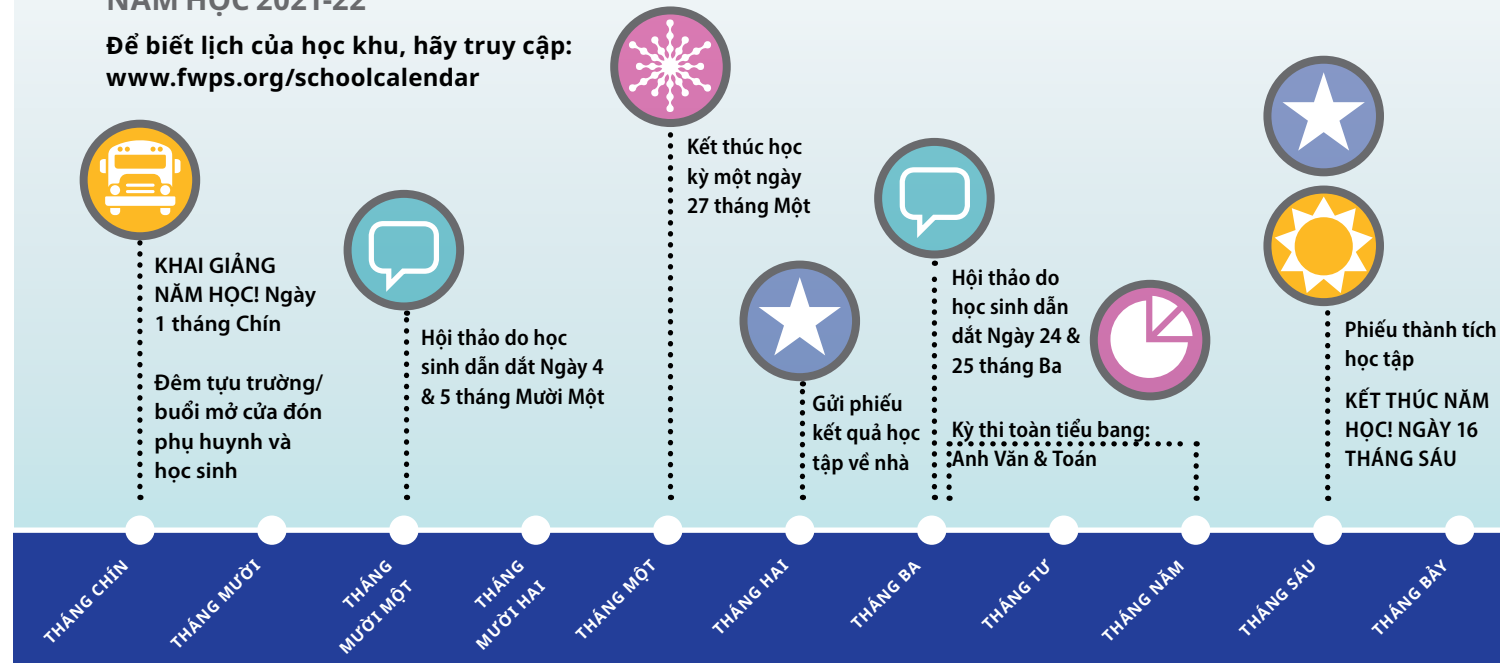 NĂM HỌC 2021-22
Để biết lịch của học khu, hãy truy cập:
www.fwps.org/schoolcalendar
KHAI GIẢNG
NĂM HỌC! Ngày
1 tháng Chín
Đêm tựu trường/
buổi mở cửa đón
phụ huynh và
học sinh
Hội thảo do học
sinh dẫn dắt Ngày 4
& 5 tháng Mười Một
Kết thúc học
kỳ một ngày
27 tháng Một
Gửi phiếu
kết quả học
tập về nhà
Hội thảo do
học sinh dẫn
dắt Ngày 24 &
25 tháng Ba
Kỳ thi toàn tiểu bang:
Anh Văn & Toán
Phiếu thành tích
học tập
KẾT THÚC NĂM
HỌC! NGÀY 16
THÁNG SÁU
THÁNG CHÍN
THÁNG MƯỜI
THÁNG
MƯỜI MỘT
THÁNG
MƯỜI HAI
THÁNG MỘT
THÁNG HAI
THÁNG BA
THÁNG TƯ
THÁNG NĂM
THÁNG SÁU
THÁNG BẢY